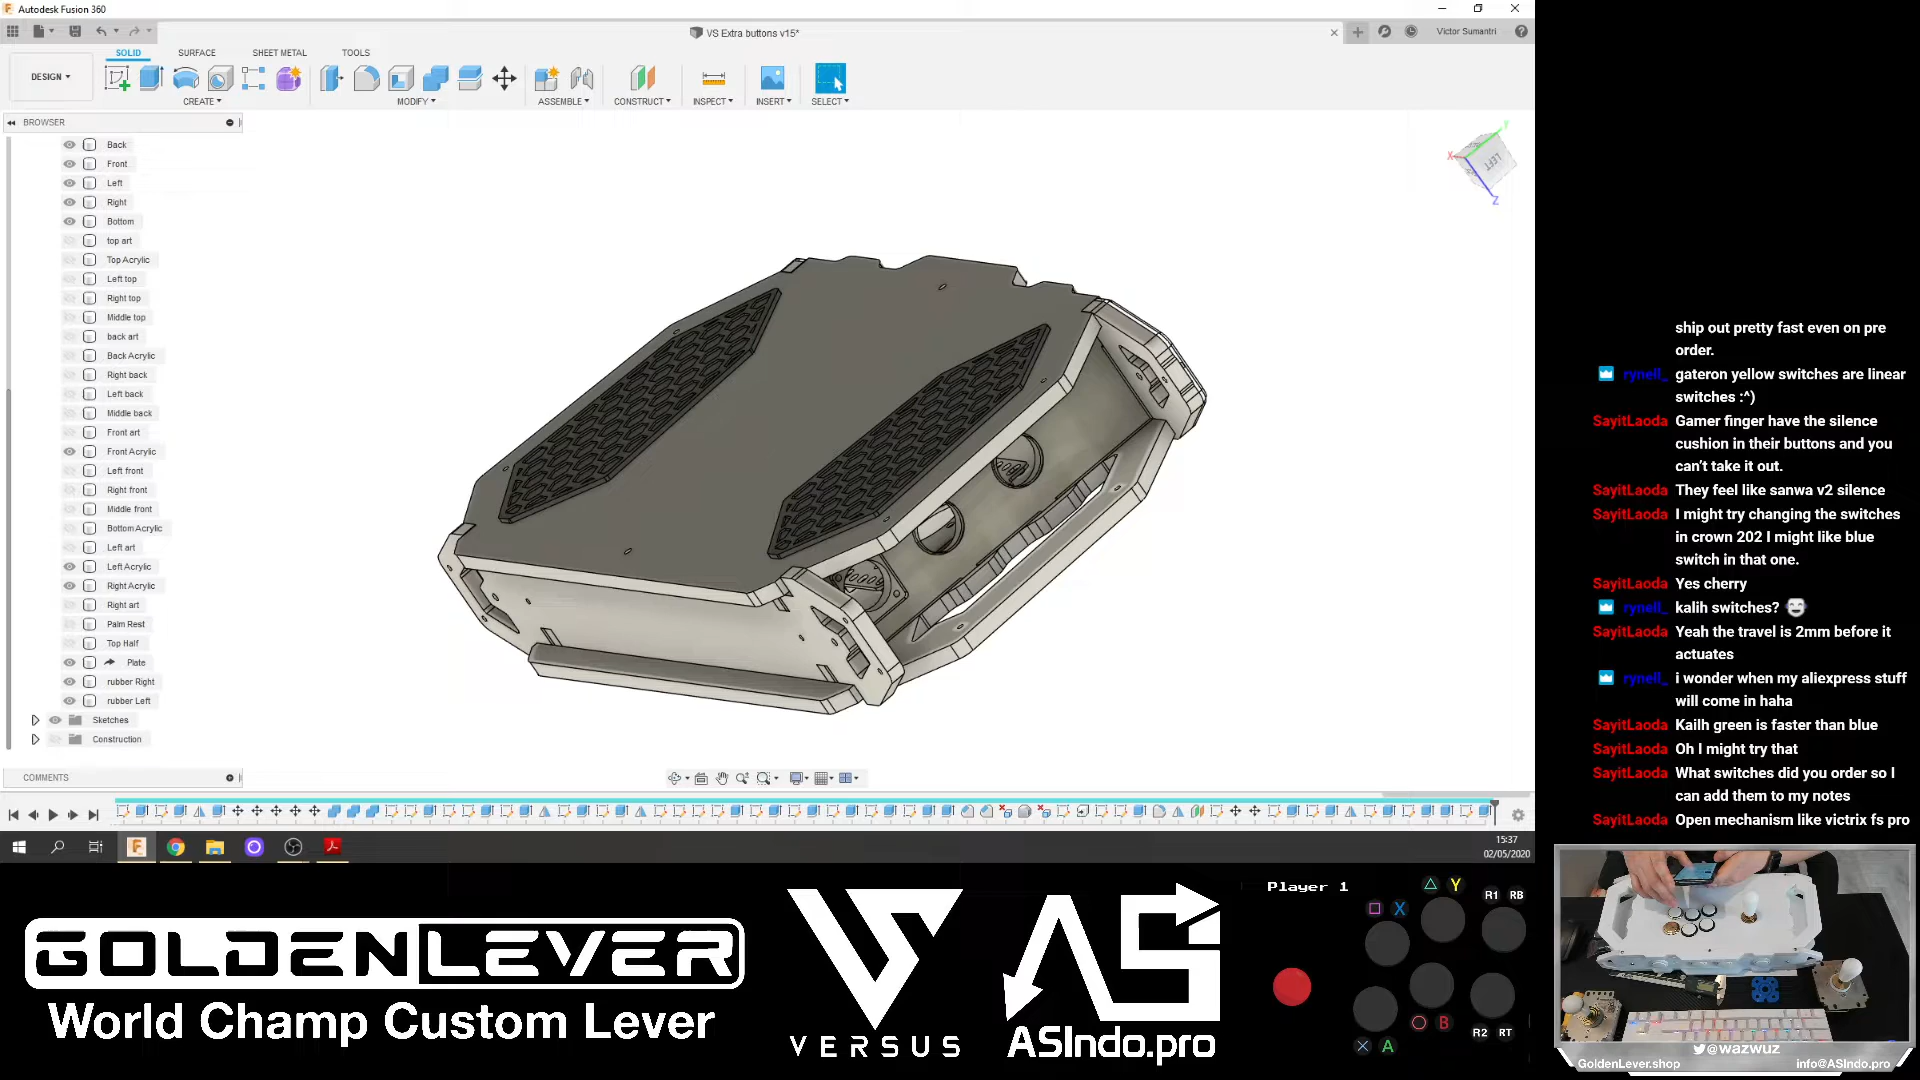 Autodesk Fusion 360
VS Extra buttons v15*
Victor Sumantri
SOLID
SURFACE
SHEET METAL
TOOLS
DESIGN
CREATE
MODIFY
ASSEMBLE
CONSTRUCT
INSPECT
INSERT
SELECT
BROWSER
Back
Front
Left
Right
Bottom
top art
Top Acrylic
Left top
Right top
Middle top
back art
Back Acrylic
Right back
Left back
Middle back
Front art
Front Acrylic
Left front
Right front
Middle front
Bottom Acrylic
Left art
Left Acrylic
Right Acrylic
Right art
Palm Rest
Top Half
Plate
rubber Right
rubber Left
Sketches
Construction
COMMENTS
X
Y
Z
LEFT
15:37
02/05/2020
ship out pretty fast even on pre
order.
rynell_ gateron yellow switches are linear
switches :^)
SayitLaoda Gamer finger have the silence
cushion in their buttons and you
can't take it out.
SayitLaoda They feel like sanwa v2 silence
SayitLaoda I might try changing the switches
in crown 202 I might like blue
switch in that one.
SayitLaoda Yes cherry
rynell_ kalih switches?
SayitLaoda Yeah the travel is 2mm before it
actuates
rynell_ i wonder when my aliexpress stuff
will come in haha
SayitLaoda Kailh green is faster than blue
SayitLaoda Oh I might try that
SayitLaoda What switches did you order so I
can add them to my notes
SayitLaoda Open mechanism like victrix fs pro
GOLDENLEVER
World Champ Custom Lever
VERSUS
AS
ASIndo.pro
Player 1
Y
R1 RB
X
B
R2 RT
A
@wazwuz
GoldenLever.shop
info@ASIndo.pro